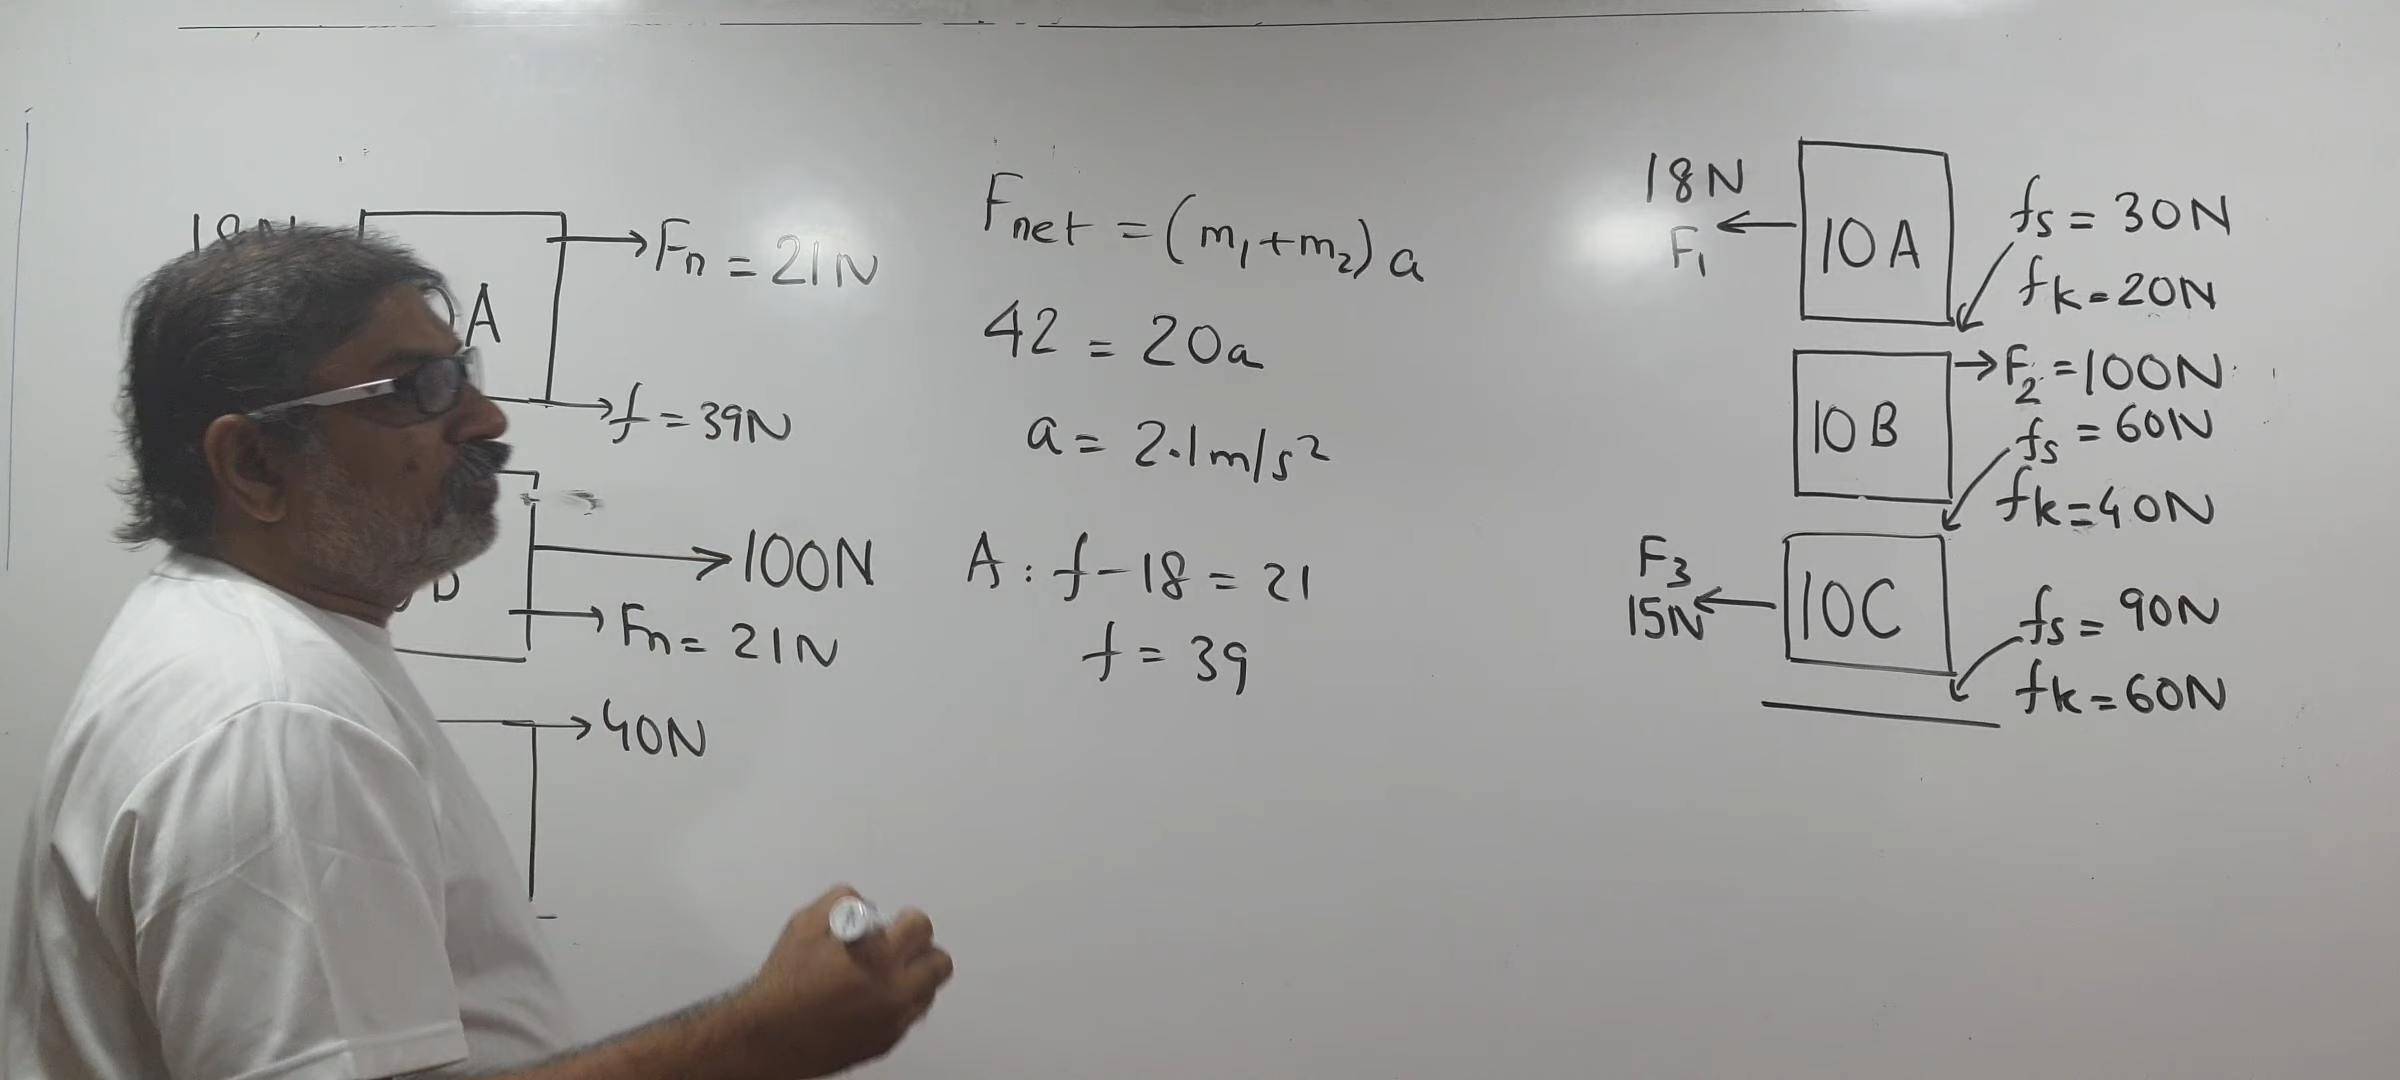 18N
A
Fn = 21N
f = 39N
100N
Fn = 21N
40N
Fnet = (m₁+m₂) a
42 = 20a
a = 2.1m/s²
A : f-18 = 21
f = 39
18N
F₁
10A
fs = 30N
fk = 20N
10B
F₂ = 100N
fs = 60N
fk = 40N
F₃
15N
10C
fs = 90N
fk = 60N